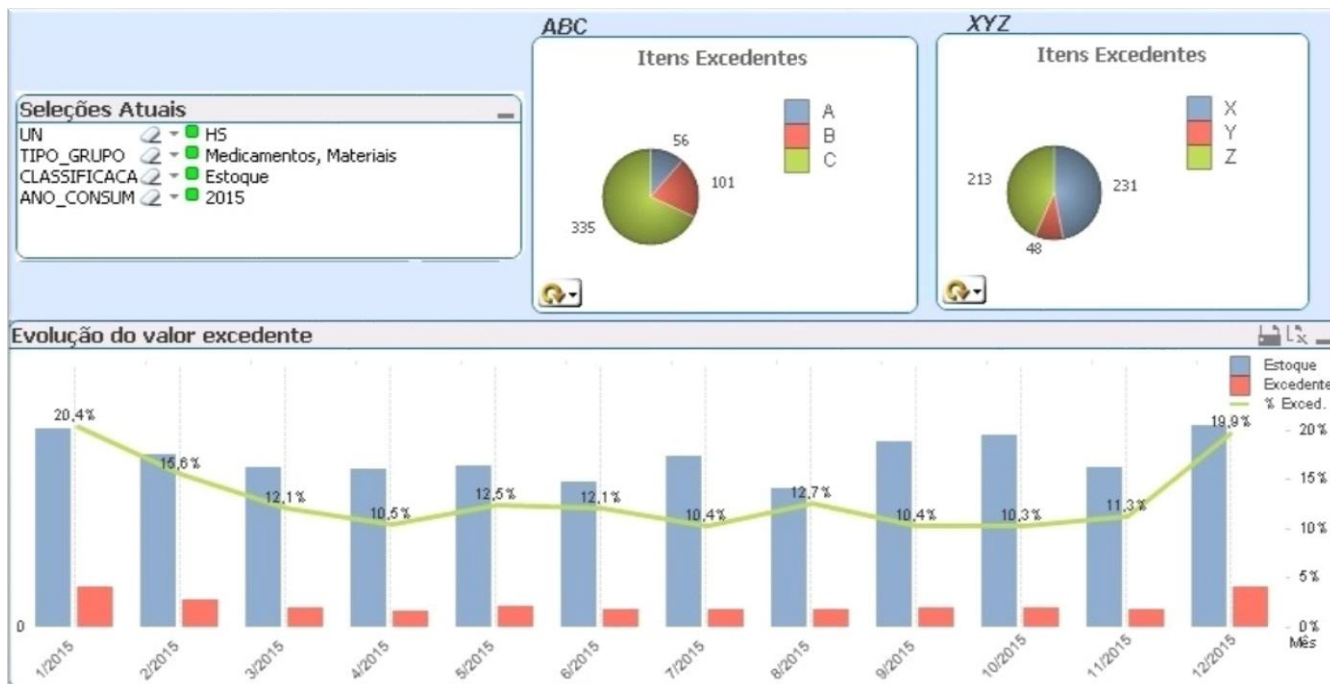 ABC
XYZ
Itens Excedentes
A
B
C
56
101
335
Itens Excedentes
X
Y
Z
213
231
48
Seleções Atuais
UN HS
TIPO_GRUPO Medicamentos, Materiais
CLASSIFICACA Estoque
ANO_CONSUM 2015
Evolução do valor excedente
Estoque
Excedente
% Exced.
20,4%
15,6%
12,1%
10,5%
12,5%
12,1%
10,4%
12,7%
10,4%
10,3%
11,3%
19,9%
20%
15%
10%
5%
0%
0
Mês
1/2015
2/2015
3/2015
4/2015
5/2015
6/2015
7/2015
8/2015
9/2015
10/2015
11/2015
12/2015